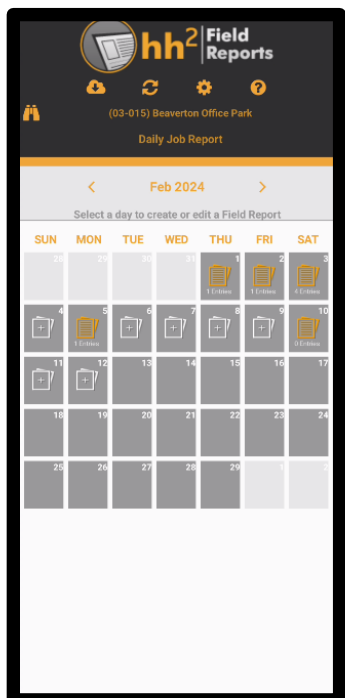 hh2 Field Reports
(03-015) Beaverton Office Park
Daily Job Report
< Feb 2024 >
Select a day to create or edit a Field Report
SUN MON TUE WED THU FRI SAT
28 29 30 31 1 2 3
1 Entries 1 Entries 4 Entries
4 5 6 7 8 9 10
1 Entries 0 Entries
11 12 13 14 15 16 17
18 19 20 21 22 23 24
25 26 27 28 29 1 2